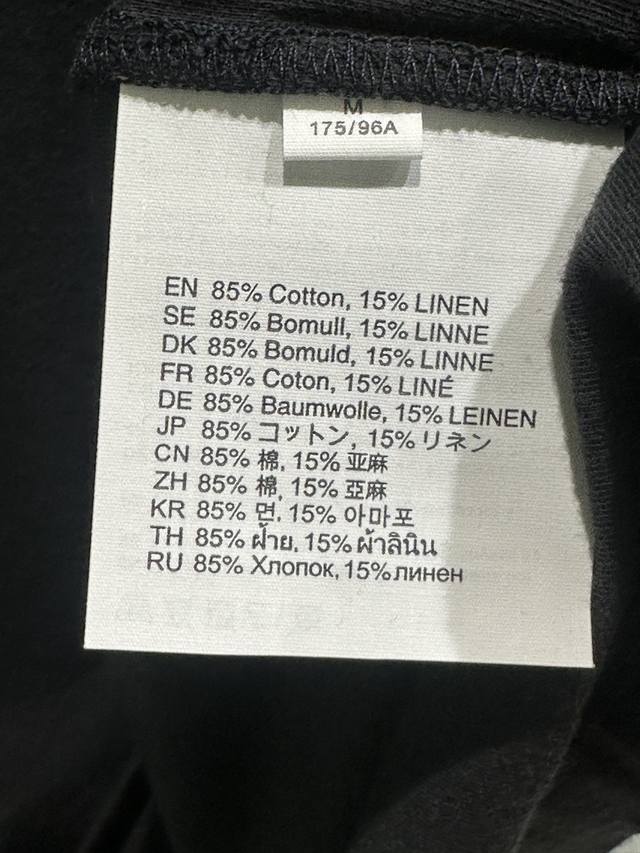 M
175/96A
EN 85% Cotton, 15% LINEN
SE 85% Bomull, 15% LINNE
DK 85% Bomuld, 15% LINNE
FR 85% Coton, 15% LINÉ
DE 85% Baumwolle, 15% LEINEN
JP 85% コットン, 15% リネン
CN 85% 棉, 15% 亚麻
ZH 85% 棉, 15% 亞麻
KR 85% 면, 15% 아마포
TH 85% ฝ้าย, 15% ผ้าลินิน
RU 85% Хлопок, 15% линен